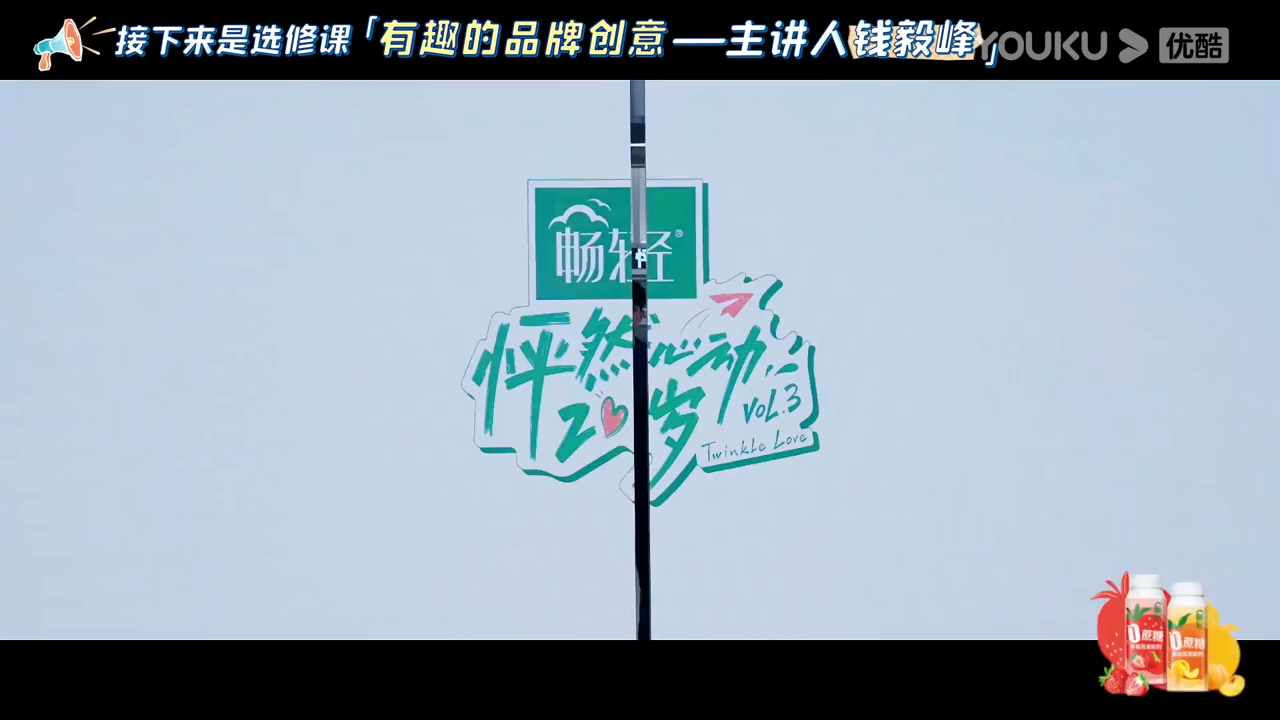 接下来是选修课「有趣的品牌创意——主讲人钱毅峰」
YOUKU 优酷
畅轻®
怦然心动
20岁
VOL.3
Twinkle Love
0蔗糖
0蔗糖